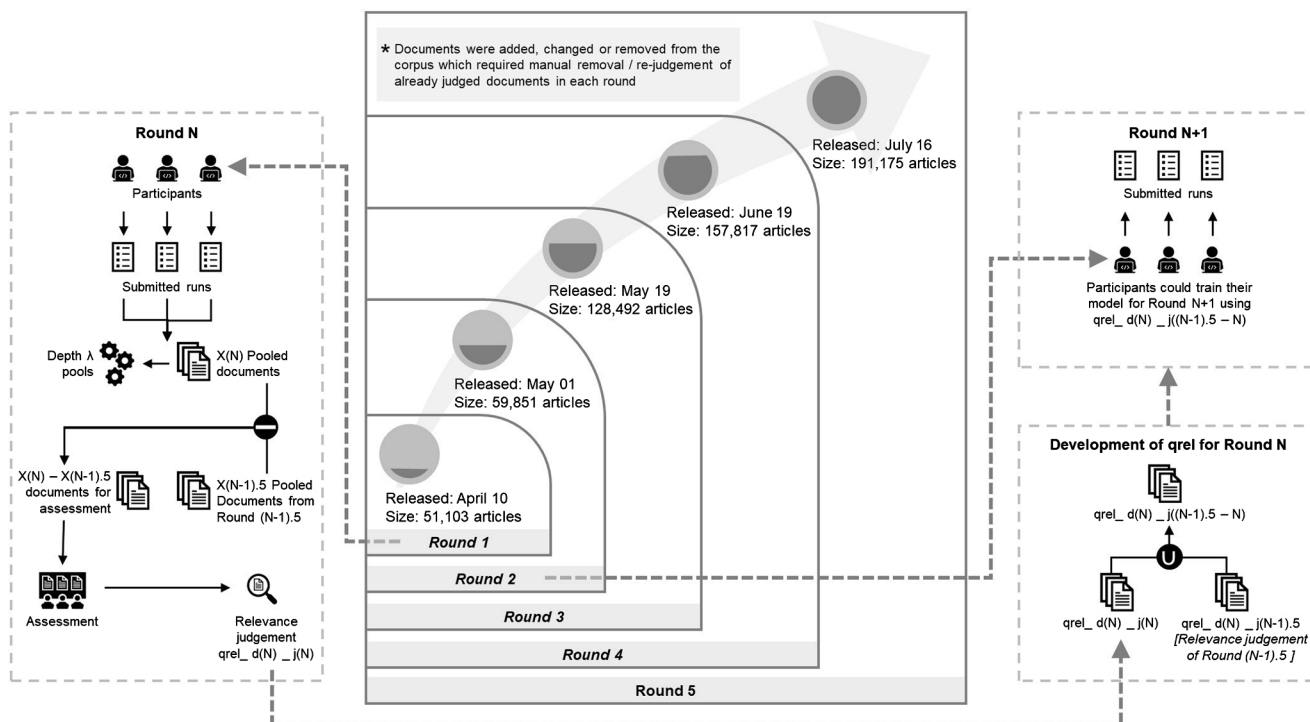 * Documents were added, changed or removed from the
corpus which required manual removal / re-judgement of
already judged documents in each round
Round N
Participants
Submitted runs
Depth λ
pools
X(N) Pooled
documents
X(N) – X(N-1).5
documents for
assessment
X(N-1).5 Pooled
Documents from
Round (N-1).5
Assessment
Relevance
judgement
qrel_ d(N) _ j(N)
Released: April 10
Size: 51,103 articles
Round 1
Released: May 01
Size: 59,851 articles
Round 2
Released: May 19
Size: 128,492 articles
Round 3
Released: June 19
Size: 157,817 articles
Round 4
Released: July 16
Size: 191,175 articles
Round 5
Round N+1
Submitted runs
Participants could train their
model for Round N+1 using
qrel_ d(N) _ j((N-1).5 – N)
Development of qrel for Round N
qrel_ d(N) _ j((N-1).5 – N)
U
qrel_ d(N) _ j(N)
qrel_ d(N) _ j(N-1).5
[Relevance judgement
of Round (N-1).5 ]